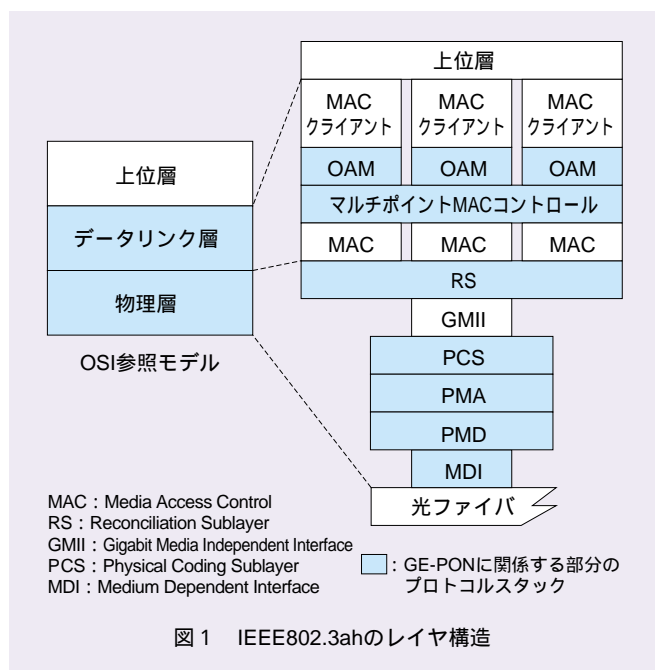 上位層
MAC
クライアント
MAC
クライアント
MAC
クライアント
OAM
OAM
OAM
マルチポイントMACコントロール
MAC
MAC
MAC
RS
GMII
PCS
PMA
PMD
MDI
光ファイバ
上位層
データリンク層
物理層
OSI参照モデル
MAC：Media Access Control
RS：Reconciliation Sublayer
GMII：Gigabit Media Independent Interface
PCS：Physical Coding Sublayer
MDI：Medium Dependent Interface
：GE-PONに関係する部分の
プロトコルスタック
図1 IEEE802.3ahのレイヤ構造